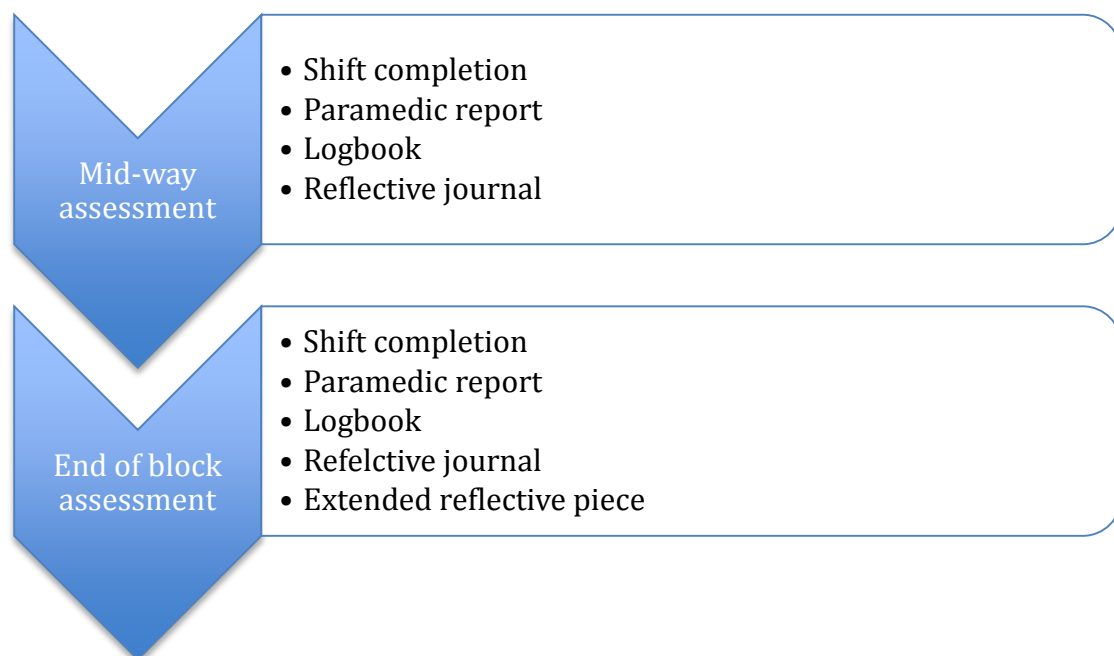 Mid-way
assessment
• Shift completion
• Paramedic report
• Logbook
• Reflective journal
End of block
assessment
• Shift completion
• Paramedic report
• Logbook
• Refelctive journal
• Extended reflective piece